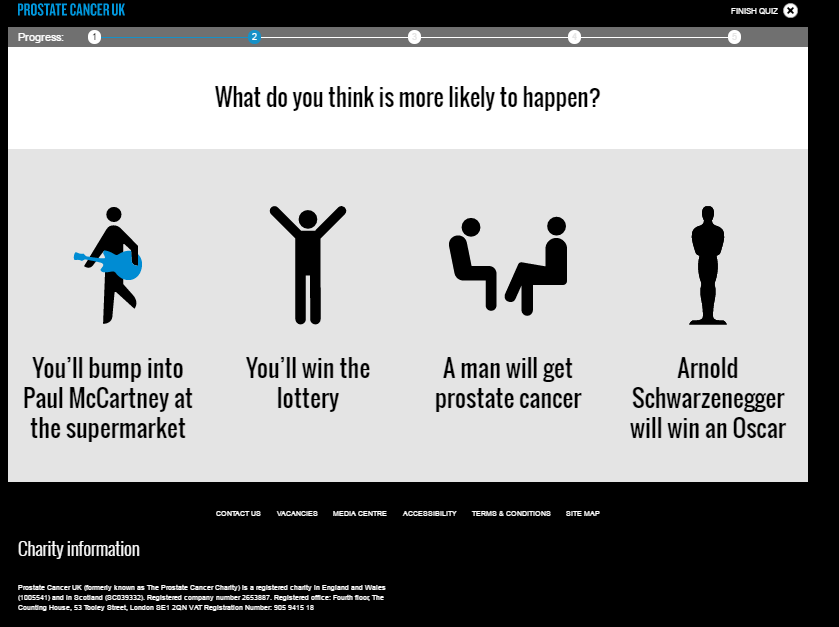 PROSTATE CANCER UK
FINISH QUIZ
Progress:
1
2
3
4
5
What do you think is more likely to happen?
You'll bump into
Paul McCartney at
the supermarket
You'll win the
lottery
A man will get
prostate cancer
Arnold
Schwarzenegger
will win an Oscar
CONTACT US VACANCIES MEDIA CENTRE ACCESSIBILITY TERMS & CONDITIONS SITE MAP
Charity information
Prostate Cancer UK (formerly known as The Prostate Cancer Charity) is a registered charity in England and Wales
(1005541) and in Scotland (SC039332). Registered company number 2653887. Registered office: Fourth floor, The
Counting House, 53 Tooley Street, London SE1 2QN VAT Registration Number: 905 9415 18